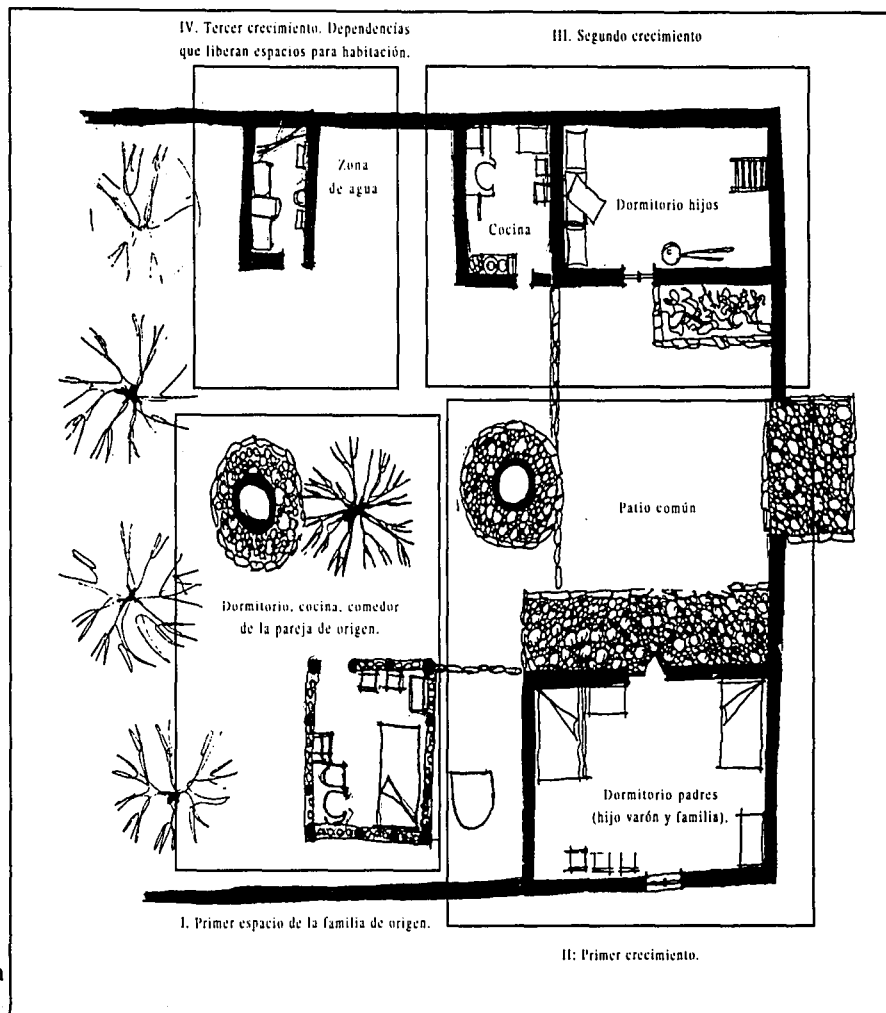 IV. Tercer crecimiento. Dependencias
que liberan espacios para habitación.
III. Segundo crecimiento
Zona
de agua
Cocina
Dormitorio hijos
Patio común
Dormitorio, cocina, comedor
de la pareja de origen.
Dormitorio padres
(hijo varón y familia).
I. Primer espacio de la familia de origen.
II: Primer crecimiento.